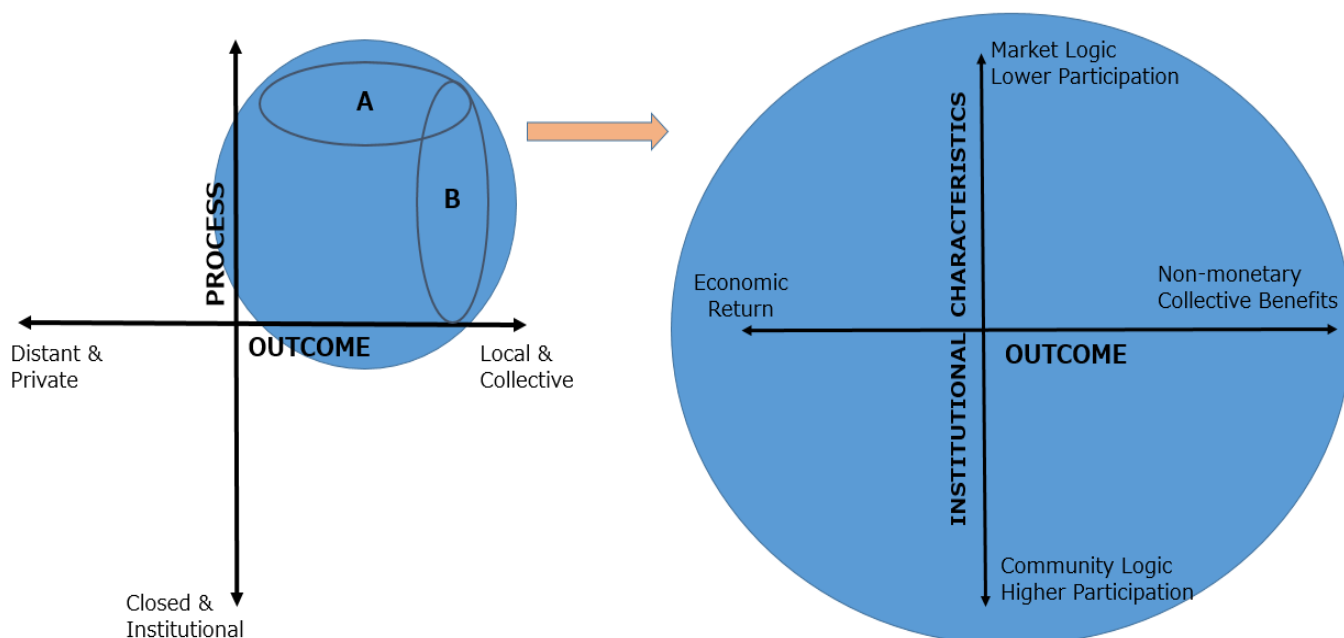 A
B
PROCESS
OUTCOME
Distant &
Private
Local &
Collective
Closed &
Institutional
Market Logic
Lower Participation
INSTITUTIONAL CHARACTERISTICS
Economic
Return
Non-monetary
Collective Benefits
OUTCOME
Community Logic
Higher Participation